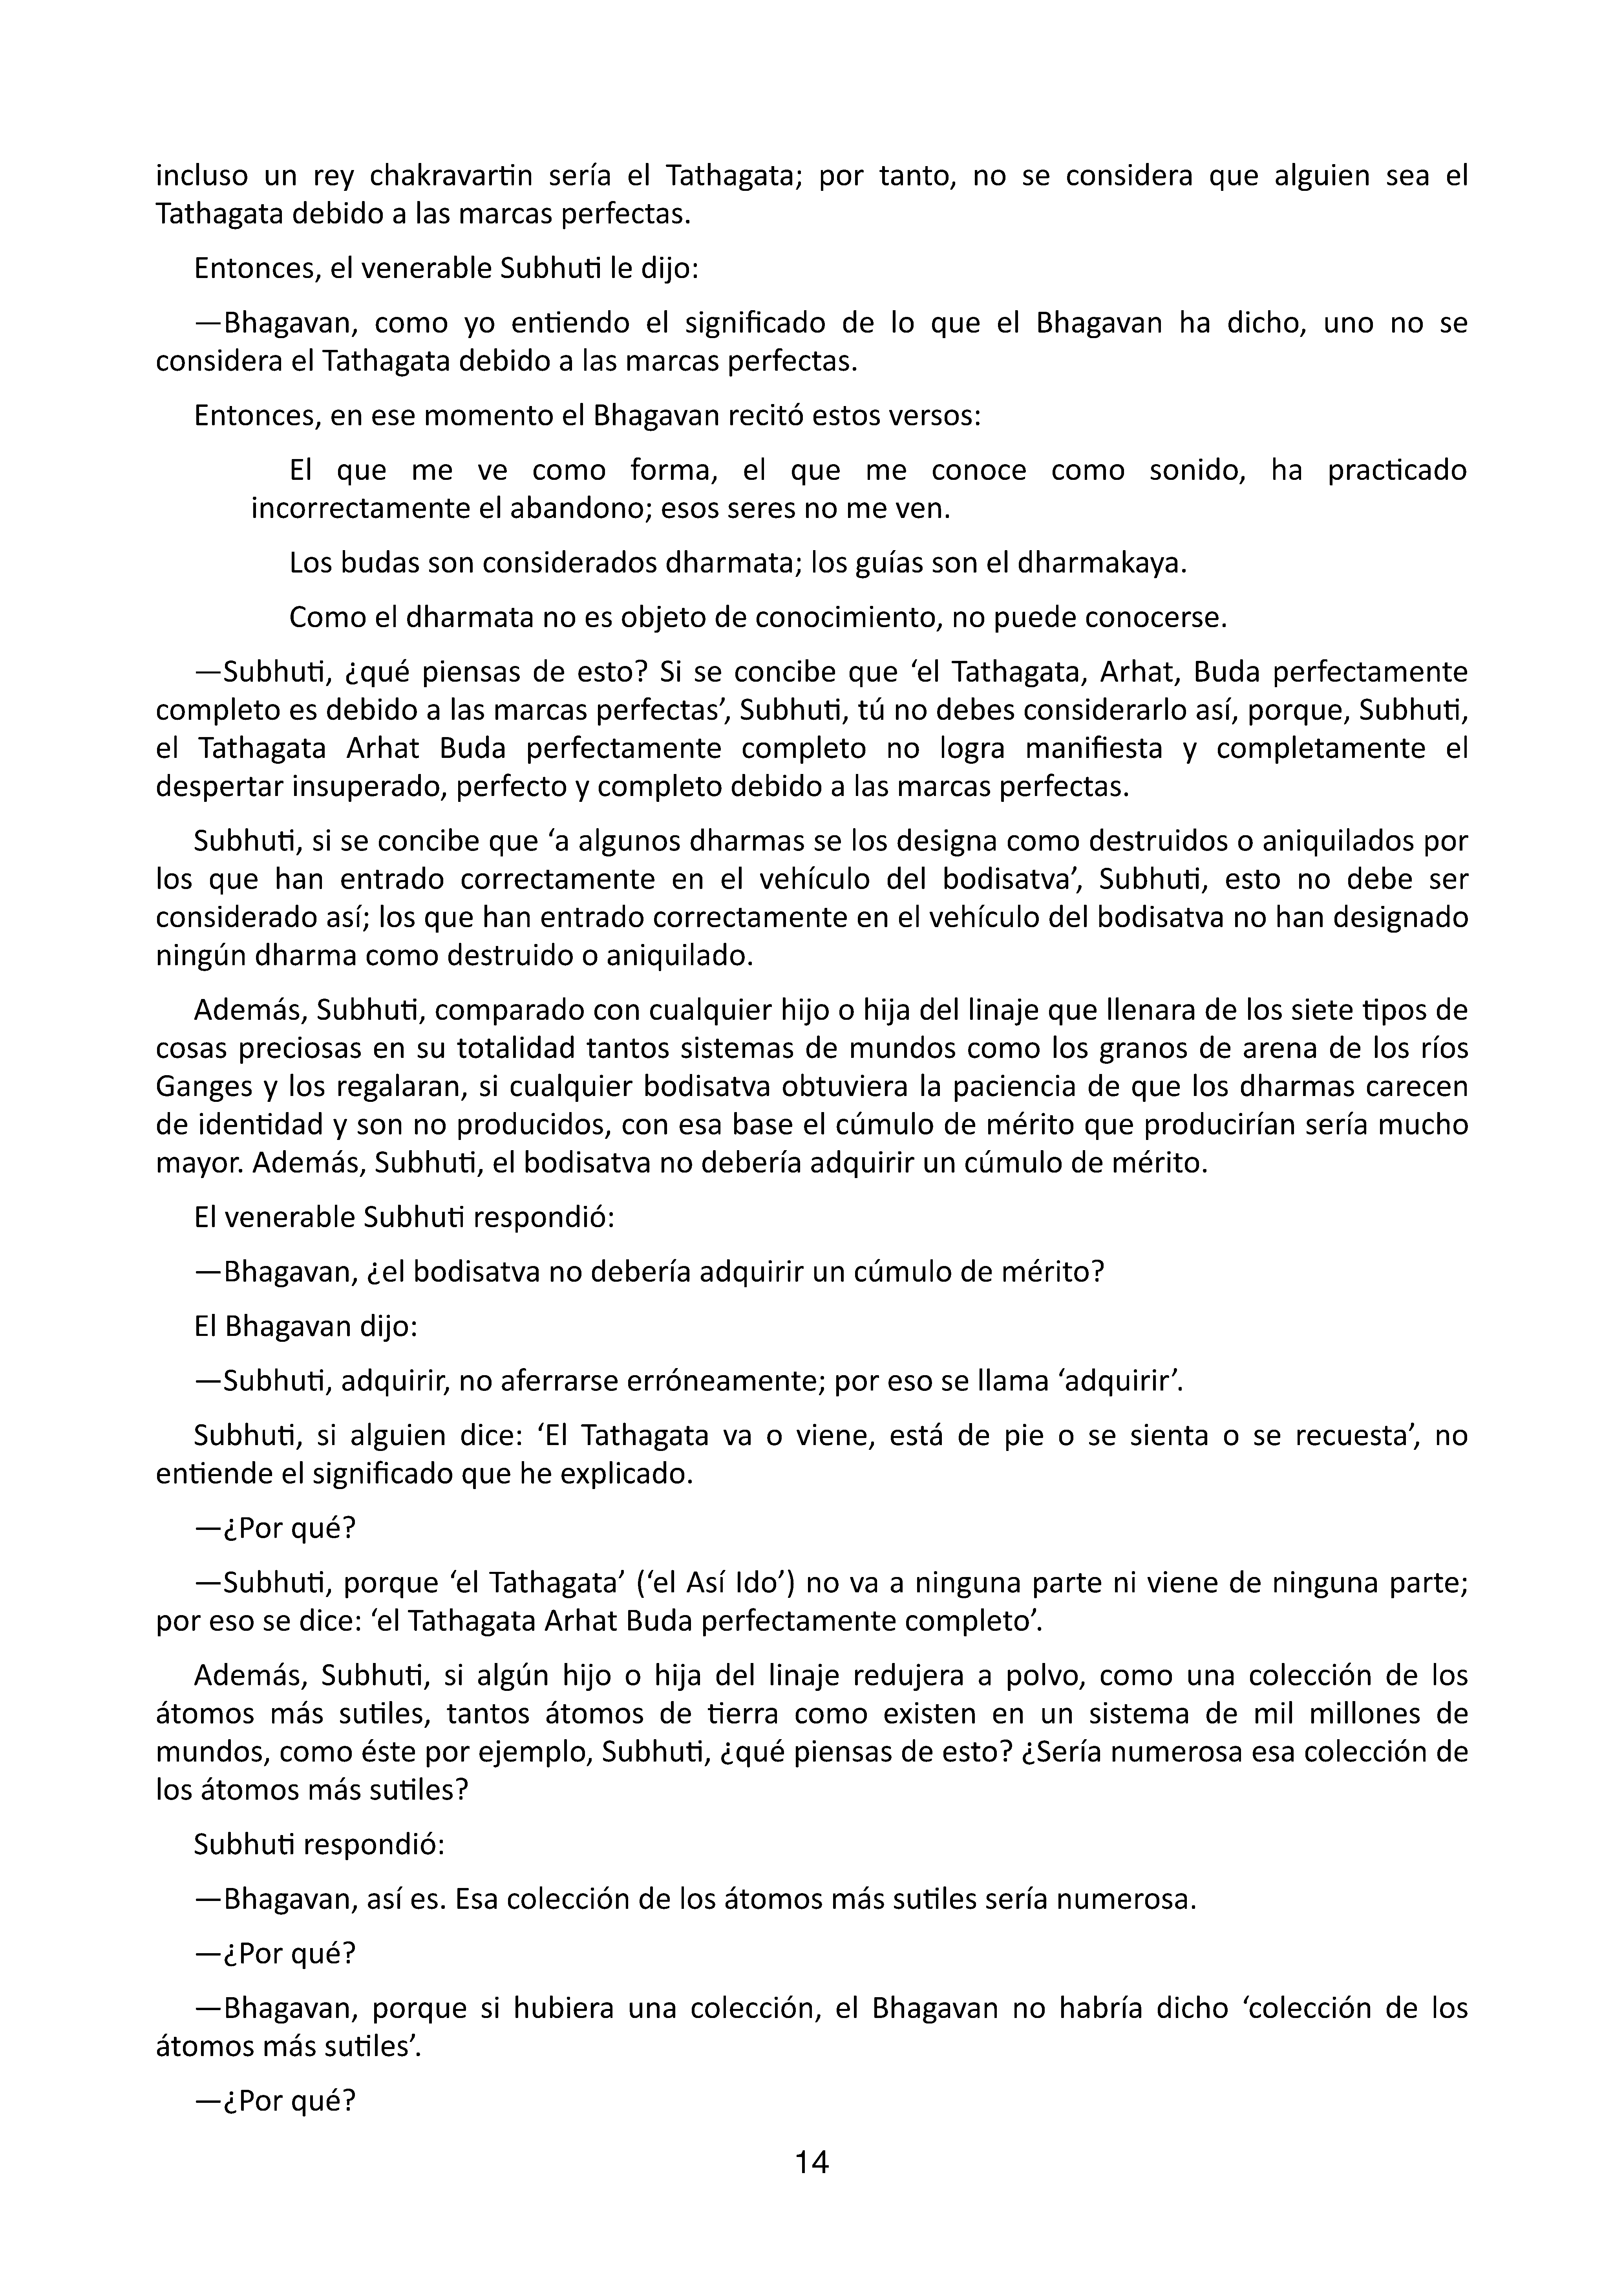 incluso un rey chakravartin sería el Tathagata; por tanto, no se considera que alguien sea el
Tathagata debido a las marcas perfectas.
Entonces, el venerable Subhuti le dijo:
—Bhagavan, como yo entiendo el significado de lo que el Bhagavan ha dicho, uno no se
considera el Tathagata debido a las marcas perfectas.
Entonces, en ese momento el Bhagavan recitó estos versos:
El que me ve como forma, el que me conoce como sonido, ha practicado
incorrectamente el abandono; esos seres no me ven.
Los budas son considerados dharmata; los guías son el dharmakaya.
Como el dharmata no es objeto de conocimiento, no puede conocerse.
—Subhuti, ¿qué piensas de esto? Si se concibe que ‘el Tathagata, Arhat, Buda perfectamente
completo es debido a las marcas perfectas’, Subhuti, tú no debes considerarlo así, porque, Subhuti,
el Tathagata Arhat Buda perfectamente completo no logra manifiesta y completamente el
despertar insuperado, perfecto y completo debido a las marcas perfectas.
Subhuti, si se concibe que ‘a algunos dharmas se los designa como destruidos o aniquilados por
los que han entrado correctamente en el vehículo del bodisatva’, Subhuti, esto no debe ser
considerado así; los que han entrado correctamente en el vehículo del bodisatva no han designado
ningún dharma como destruido o aniquilado.
Además, Subhuti, comparado con cualquier hijo o hija del linaje que llenara de los siete tipos de
cosas preciosas en su totalidad tantos sistemas de mundos como los granos de arena de los ríos
Ganges y los regalaran, si cualquier bodisatva obtuviera la paciencia de que los dharmas carecen
de identidad y son no producidos, con esa base el cúmulo de mérito que producirían sería mucho
mayor. Además, Subhuti, el bodisatva no debería adquirir un cúmulo de mérito.
El venerable Subhuti respondió:
—Bhagavan, ¿el bodisatva no debería adquirir un cúmulo de mérito?
El Bhagavan dijo:
—Subhuti, adquirir, no aferrarse erróneamente; por eso se llama ‘adquirir’.
Subhuti, si alguien dice: ‘El Tathagata va o viene, está de pie o se sienta o se recuesta’, no
entiende el significado que he explicado.
—¿Por qué?
—Subhuti, porque ‘el Tathagata’ (‘el Así Ido’) no va a ninguna parte ni viene de ninguna parte;
por eso se dice: ‘el Tathagata Arhat Buda perfectamente completo’.
Además, Subhuti, si algún hijo o hija del linaje redujera a polvo, como una colección de los
átomos más sutiles, tantos átomos de tierra como existen en un sistema de mil millones de
mundos, como éste por ejemplo, Subhuti, ¿qué piensas de esto? ¿Sería numerosa esa colección de
los átomos más sutiles?
Subhuti respondió:
—Bhagavan, así es. Esa colección de los átomos más sutiles sería numerosa.
—¿Por qué?
—Bhagavan, porque si hubiera una colección, el Bhagavan no habría dicho ‘colección de los
átomos más sutiles’.
—¿Por qué?
14